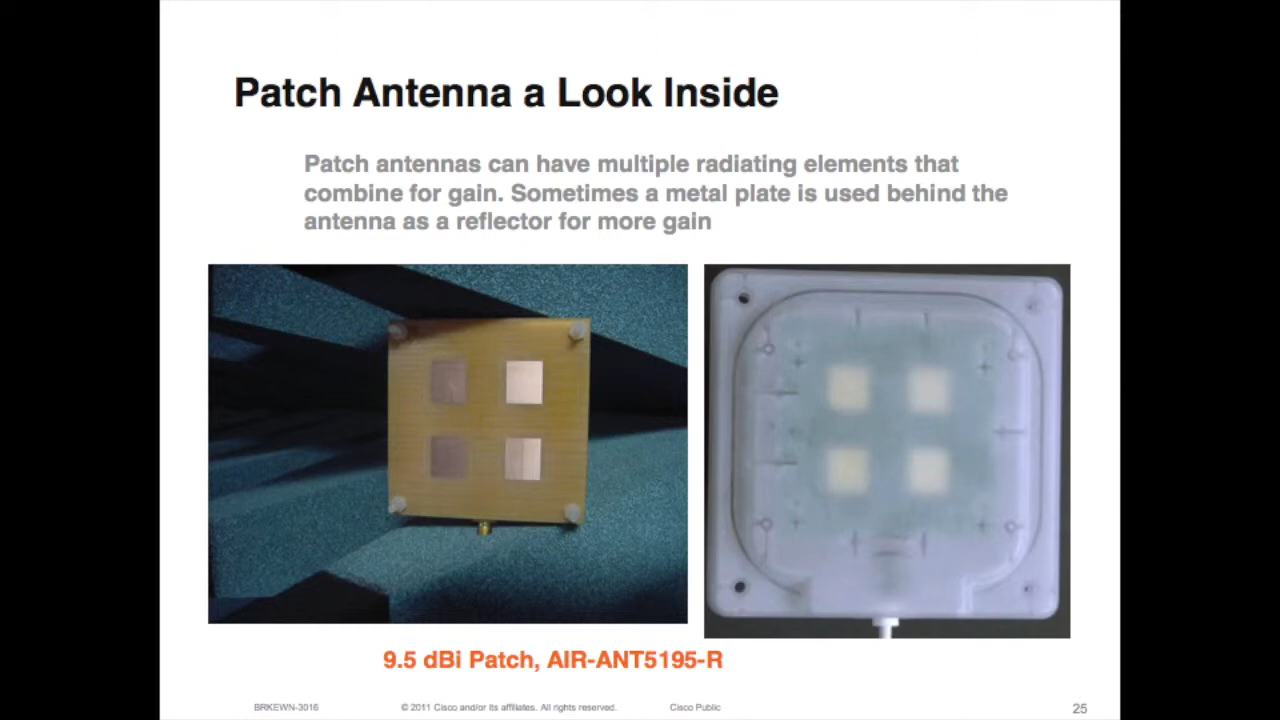 Patch Antenna a Look Inside
Patch antennas can have multiple radiating elements that
combine for gain. Sometimes a metal plate is used behind the
antenna as a reflector for more gain
9.5 dBi Patch, AIR-ANT5195-R
BRKEWN-3016
© 2011 Cisco and/or its affiliates. All rights reserved.
Cisco Public
25